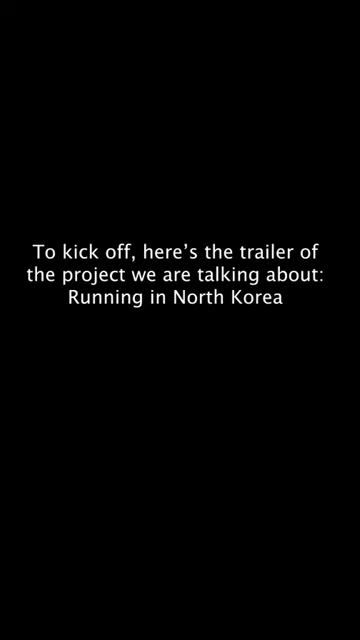 To kick off, here’s the trailer of
the project we are talking about:
Running in North Korea